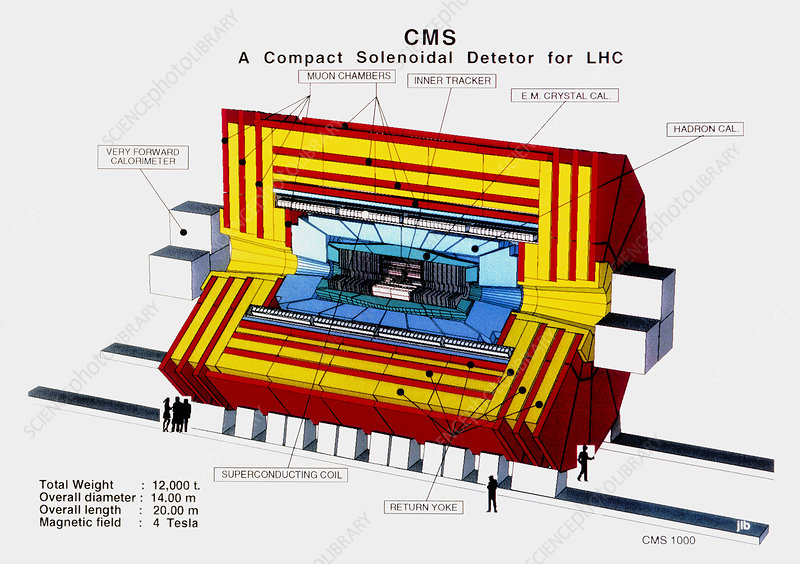 CMS
A Compact Solenoidal Detetor for LHC
MUON CHAMBERS
INNER TRACKER
E.M. CRYSTAL CAL.
HADRON CAL.
VERY FORWARD
CALORIMETER
SUPERCONDUCTING COIL
RETURN YOKE
Total Weight : 12,000 t.
Overall diameter : 14.00 m
Overall length : 20.00 m
Magnetic field : 4 Tesla
jlb
CMS 1000
SCIENCEphotoLIBRARY